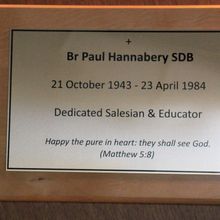 +
Br Paul Hannabery SDB
21 October 1943 - 23 April 1984
Dedicated Salesian & Educator
Happy the pure in heart: they shall see God.
(Matthew 5:8)